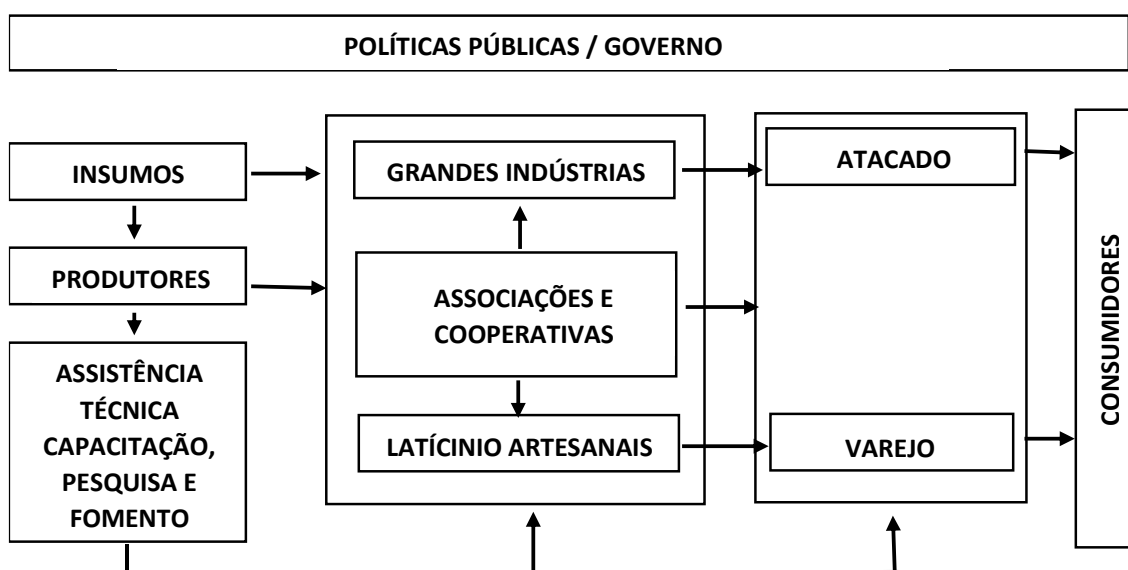 POLÍTICAS PÚBLICAS / GOVERNO
INSUMOS
PRODUTORES
ASSISTÊNCIA
TÉCNICA
CAPACITAÇÃO,
PESQUISA E
FOMENTO
GRANDES INDÚSTRIAS
ASSOCIAÇÕES E
COOPERATIVAS
LATÍCINIO ARTESANAIS
ATACADO
VAREJO
CONSUMIDORES